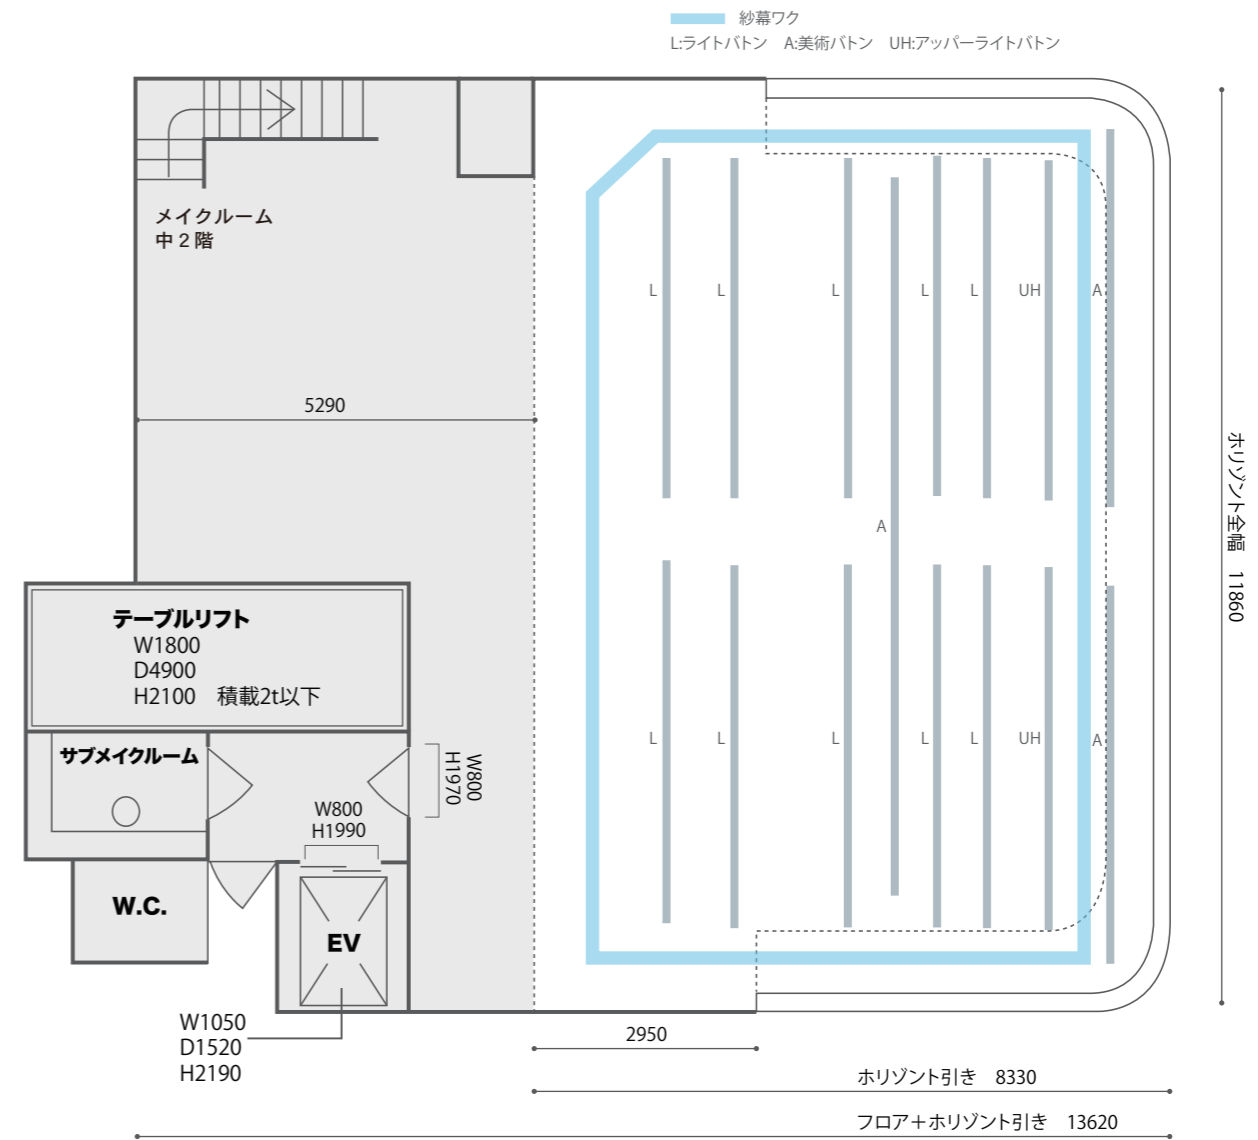 紗幕ワク
L:ライトバトン A:美術バトン UH:アッパーライトバトン
メイクルーム
中２階
L L L L L UH A
5290
A
ホリゾント全幅 11860
テーブルリフト
W1800
D4900
H2100 積載2t以下
サブメイクルーム
L L L L L UH A
W800
H1970
W800
H1990
W.C.
EV
W1050
D1520
H2190
2950
ホリゾント引き 8330
フロア＋ホリゾント引き 13620